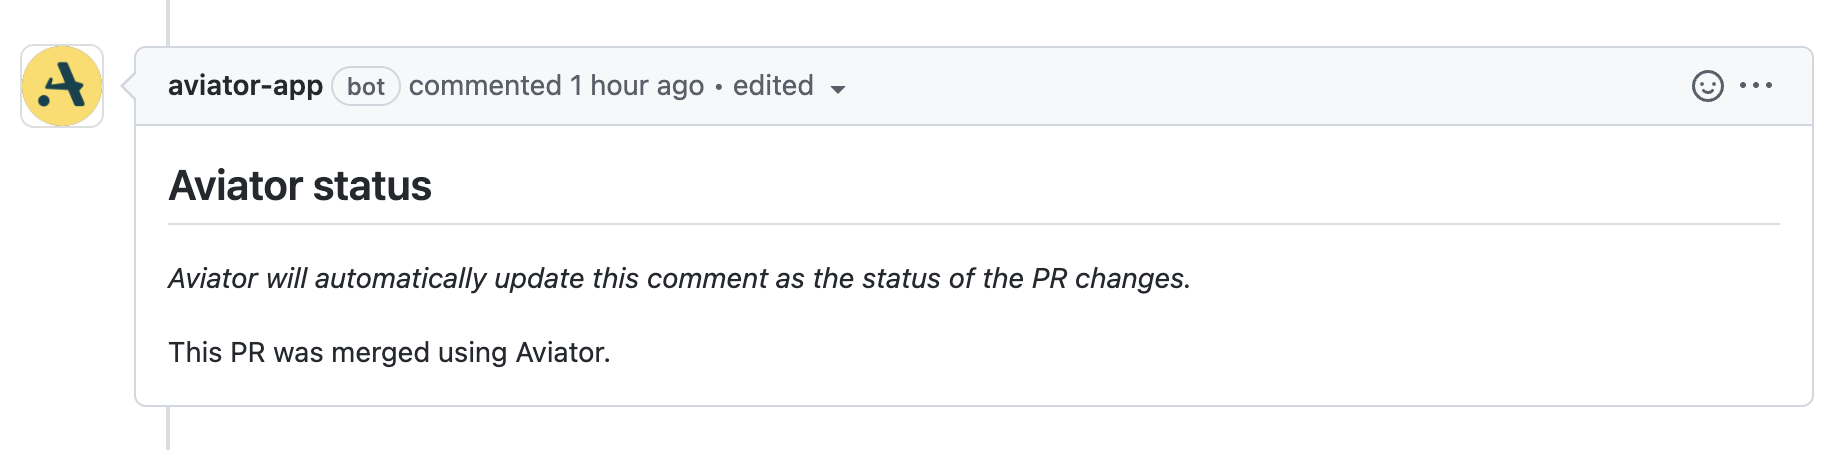 aviator-app bot commented 1 hour ago • edited
Aviator status
Aviator will automatically update this comment as the status of the PR changes.
This PR was merged using Aviator.